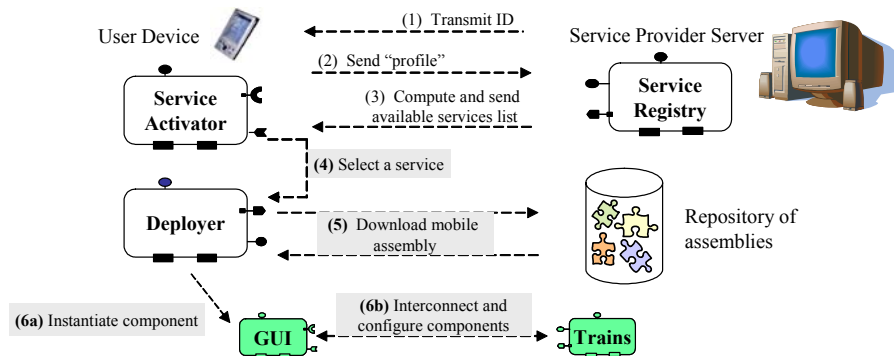 (1) Transmit ID
User Device
Service Provider Server
(2) Send “profile”
Service
Activator
(3) Compute and send
available services list
Service
Registry
(4) Select a service
Deployer
(5) Download mobile
assembly
Repository of
assemblies
(6a) Instantiate component
(6b) Interconnect and
configure components
GUI
Trains